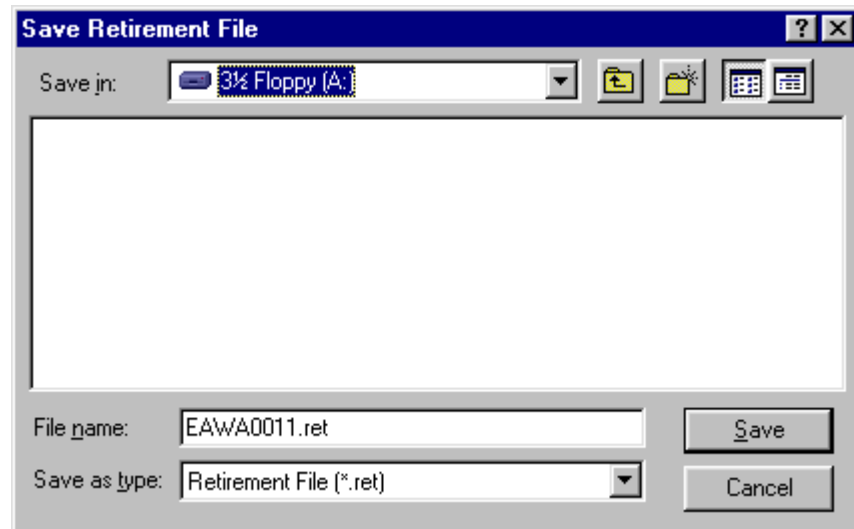 Save Retirement File
Save in: 3½ Floppy (A:)
File name: EAWA0011.ret
Save
Save as type: Retirement File (*.ret)
Cancel